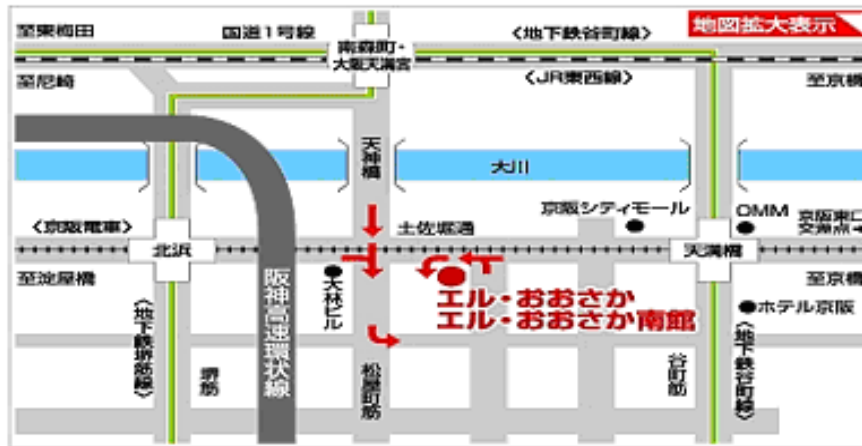 至東梅田
国道1号線
南森町・
大阪天満宮
〈地下鉄谷町線〉
地図拡大表示
至尼崎
〈JR東西線〉
至京橋
天神橋
大川
〈京阪電車〉
土佐堀通
京阪シティモール
OMM
京阪東口
交差点
北浜
天満橋
至淀屋橋
大林ビル
エル・おおさか
エル・おおさか南館
至京橋
ホテル京阪
阪神高速環状線
〈地下鉄堺筋線〉
堺筋
松屋町筋
谷町筋
〈地下鉄谷町線〉